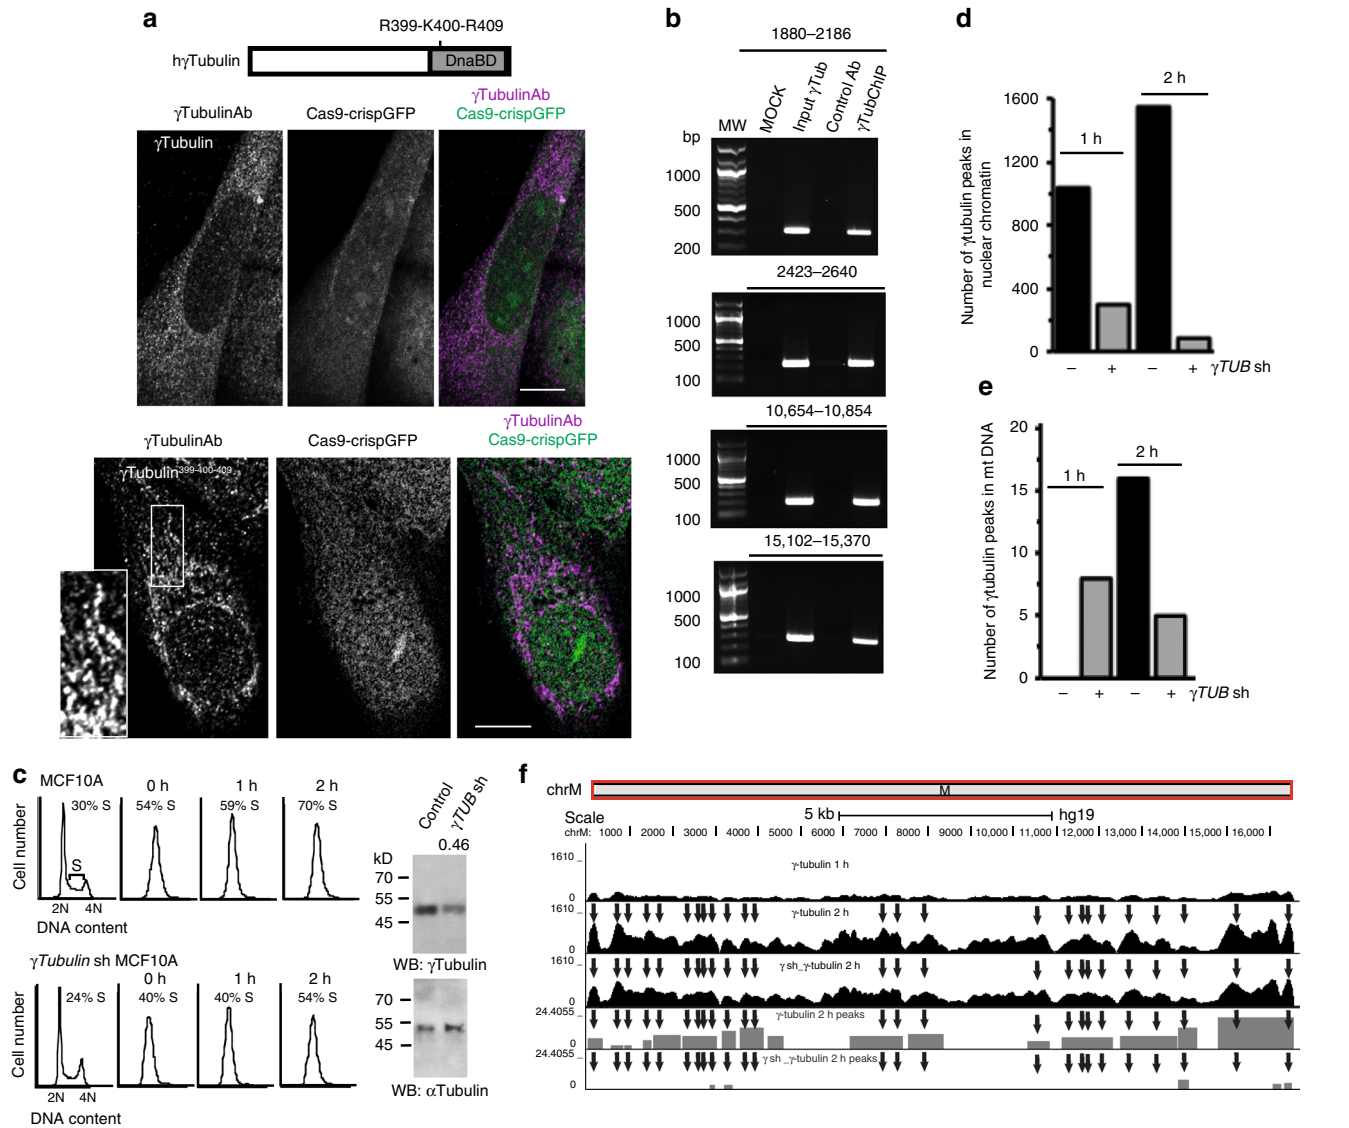 a
R399-K400-R409
hγTubulin
DnaBD
γTubulinAb
Cas9-crispGFP
γTubulinAb
Cas9-crispGFP
γTubulin
γTubulinAb
Cas9-crispGFP
γTubulinAb
Cas9-crispGFP
γTubulin399-400-409
b
1880–2186
MW
MOCK
Input γTub
Control Ab
γTubChIP
bp
1000
500
200
2423–2640
1000
500
100
10,654–10,854
1000
500
100
15,102–15,370
1000
500
100
c
MCF10A
Cell number
30% S
S
2N 4N
DNA content
0 h
54% S
1 h
59% S
2 h
70% S
γTubulin sh MCF10A
Cell number
24% S
2N 4N
DNA content
0 h
40% S
1 h
40% S
2 h
54% S
Control
γTUB sh
0.46
kD
70
55
45
WB: γTubulin
70
55
45
WB: αTubulin
d
Number of γtubulin peaks in
nuclear chromatin
1600
1200
800
400
0
1 h
2 h
– + – + γTUB sh
e
Number of γtubulin peaks in mt DNA
20
15
10
5
0
1 h
2 h
– + – + γTUB sh
f
chrM
M
Scale
5 kb
hg19
chrM: 1000 2000 3000 4000 5000 6000 7000 8000 9000 10,000 11,000 12,000 13,000 14,000 15,000 16,000
1610
γ-tubulin 1 h
0
1610
γ-tubulin 2 h
0
1610
γ sh_γ-tubulin 2 h
0
24.4055
γ-tubulin 2 h peaks
0
24.4055
γ sh _γ-tubulin 2 h peaks
0